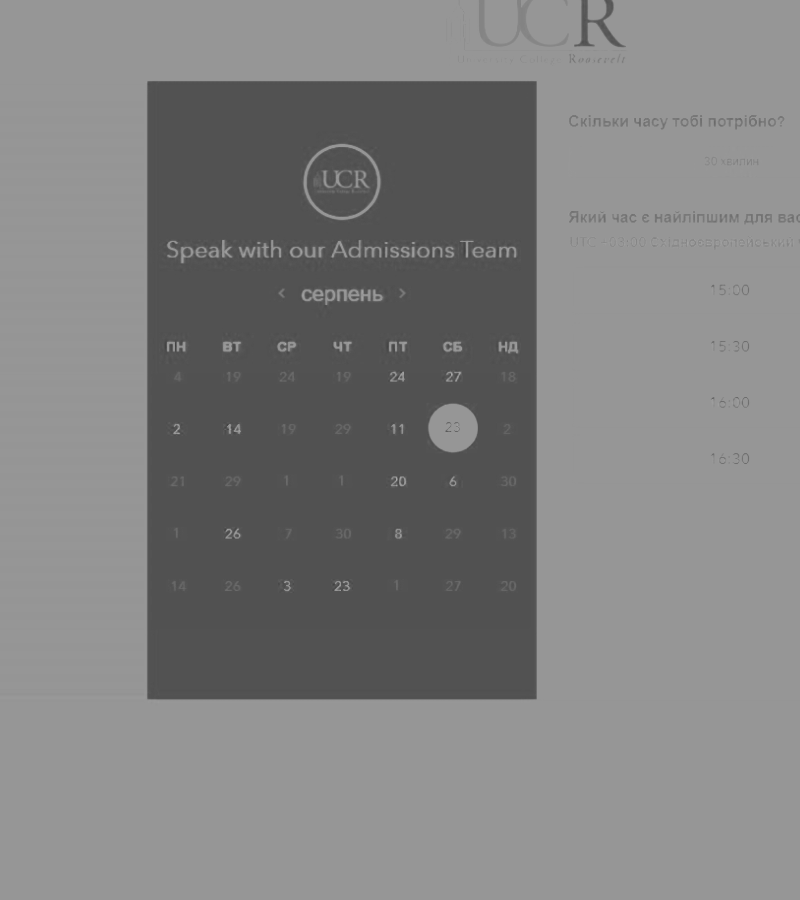 UCR
University College Roosevelt
UCR
Speak with our Admissions Team
< серпень >
ПН ВТ СР ЧТ ПТ СБ НД
4 19 24 19 24 27 18
2 14 19 29 11 23 2
21 29 1 1 20 6 30
1 26 7 30 8 29 13
14 26 3 23 1 27 20
Скільки часу тобі потрібно?
30 хвилин
Який час є найліпшим для вас
UTC +03:00 Східноєвропейський
15:00
15:30
16:00
16:30